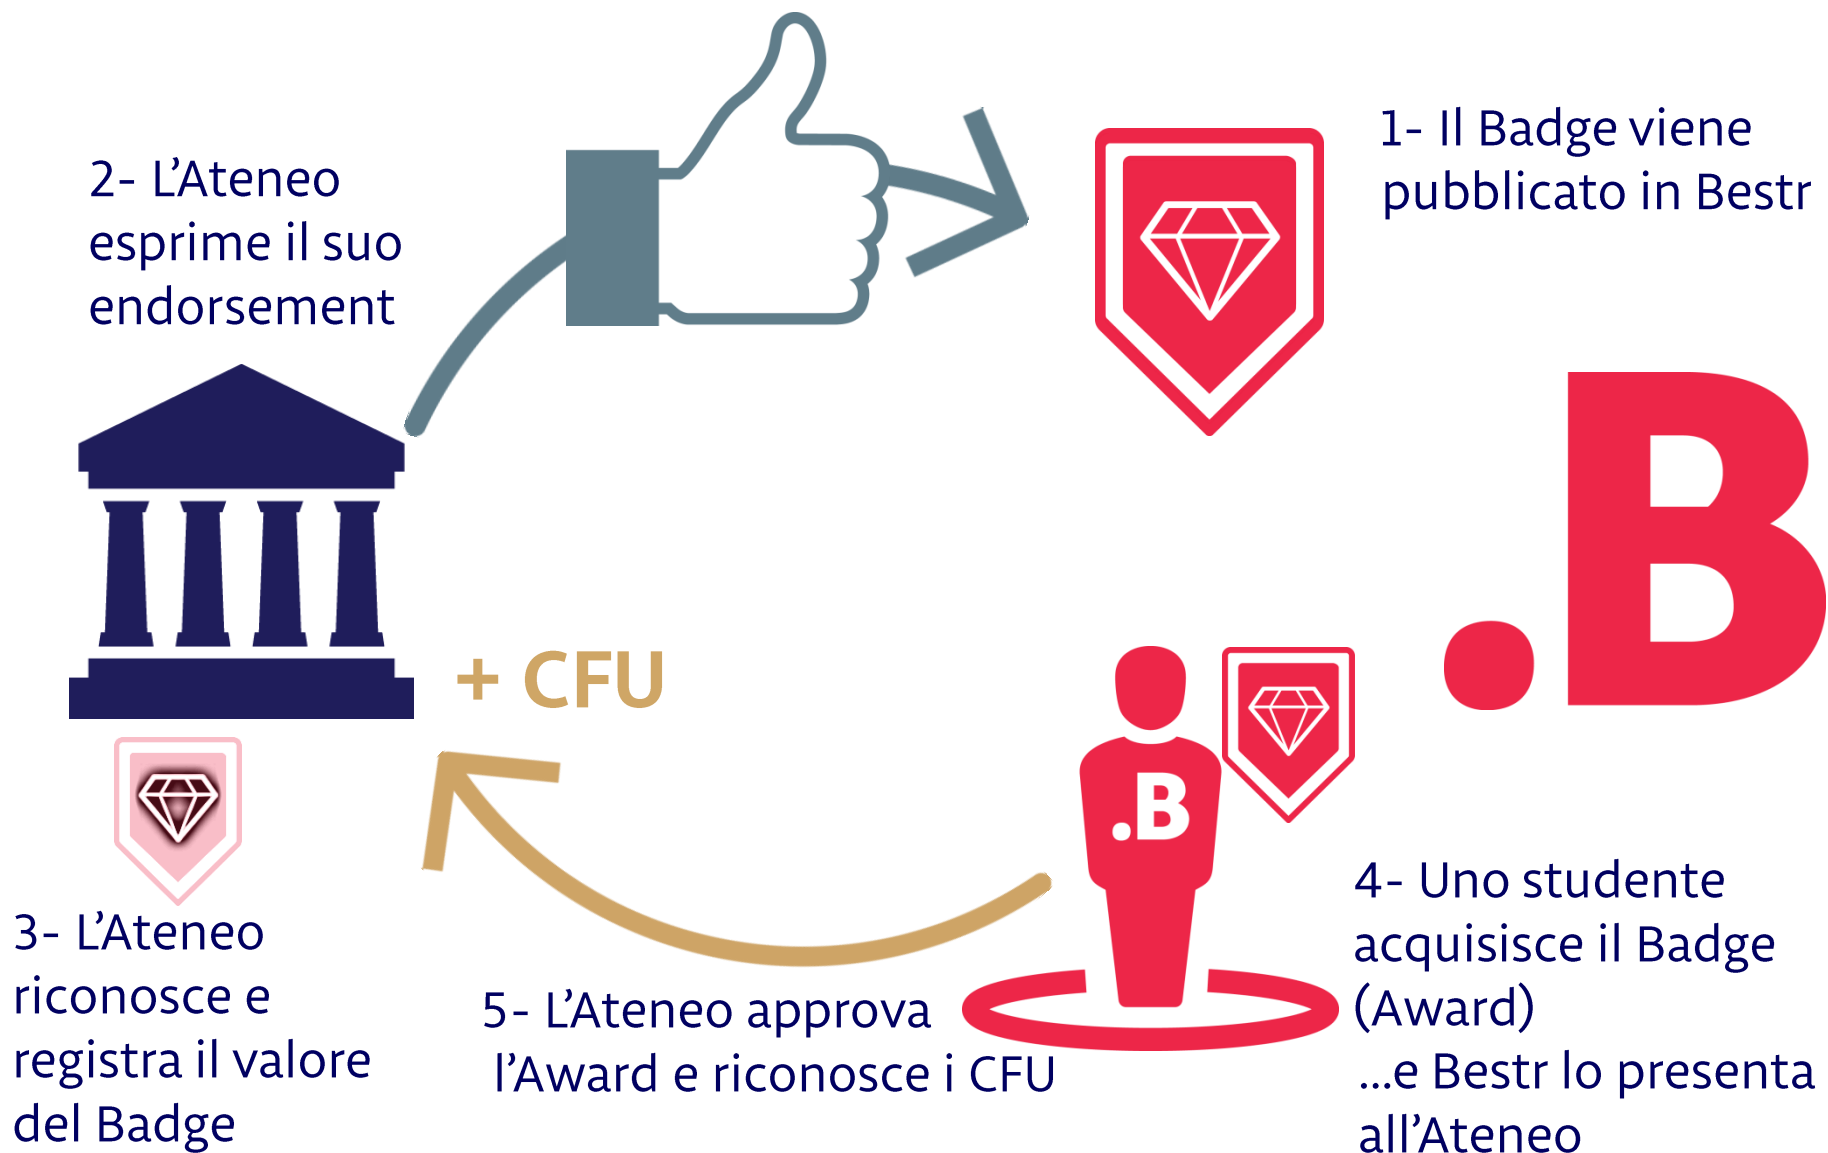 1- Il Badge viene
pubblicato in Bestr
2- L’Ateneo
esprime il suo
endorsement
.B
+ CFU
.B
3- L’Ateneo
riconosce e
registra il valore
del Badge
4- Uno studente
acquisisce il Badge
(Award)
...e Bestr lo presenta
all’Ateneo
5- L’Ateneo approva
l’Award e riconosce i CFU